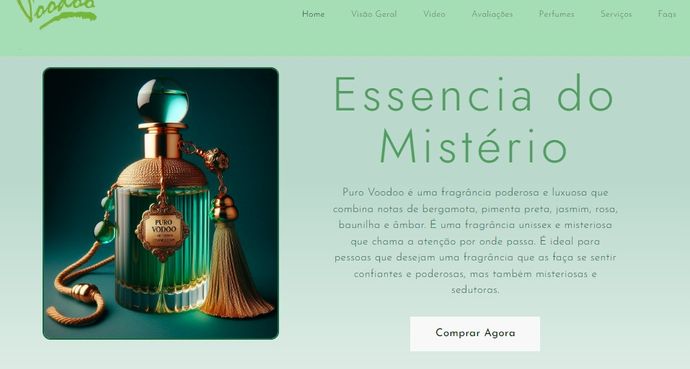 Voodoo
Home Visão Geral Video Avaliações Perfumes Serviços Faqs
Essencia do
Mistério
PURO
VODOO
Puro Voodoo é uma fragrância poderosa e luxuosa que
combina notas de bergamota, pimenta preta, jasmim, rosa,
baunilha e âmbar. É uma fragrância unissex e misteriosa
que chama a atenção por onde passa. É ideal para
pessoas que desejam uma fragrância que as faça se sentir
confiantes e poderosas, mas também misteriosas e
sedutoras.
Comprar Agora